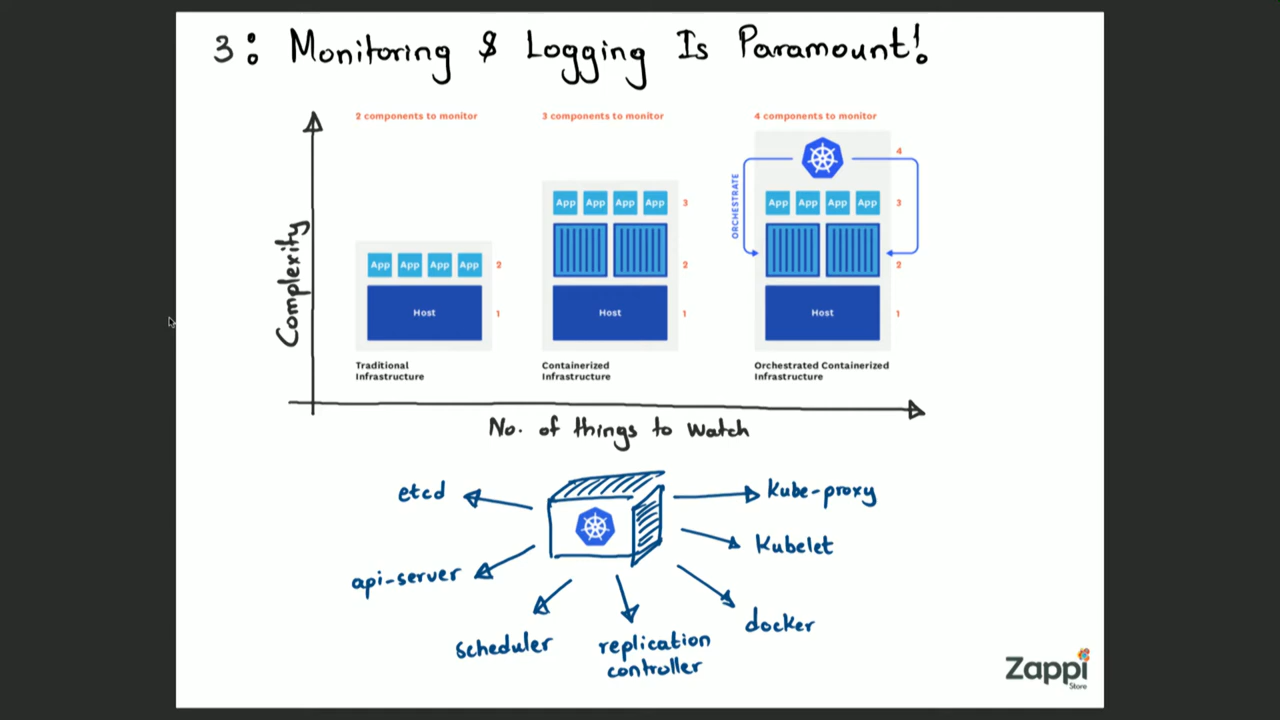 3: Monitoring & Logging Is Paramount!
2 components to monitor
3 components to monitor
4 components to monitor
Complexity
App App App App 2
Host 1
Traditional
Infrastructure
App App App App 3
2
Host 1
Containerized
Infrastructure
4
ORCHESTRATE
App App App App 3
2
Host 1
Orchestrated Containerized
Infrastructure
No. of things to watch
etcd
kube-proxy
api-server
Kubelet
scheduler
replication
controller
docker
Zappi
Store